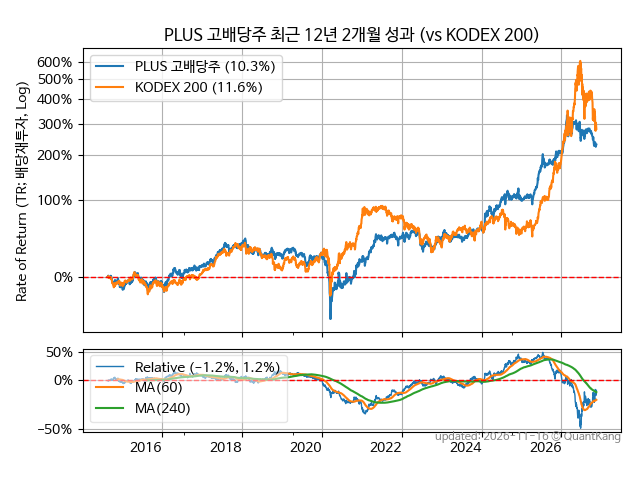 PLUS 고배당주 최근 12년 2개월 성과 (vs KODEX 200)
Rate of Return (TR; 배당재투자, Log)
600%
500%
400%
300%
200%
100%
0%
PLUS 고배당주 (10.3%)
KODEX 200 (11.6%)
50%
0%
−50%
Relative (−1.2%, 1.2%)
MA(60)
MA(240)
2016
2018
2020
2022
2024
2026
updated: 2026-11-16 © QuantKang